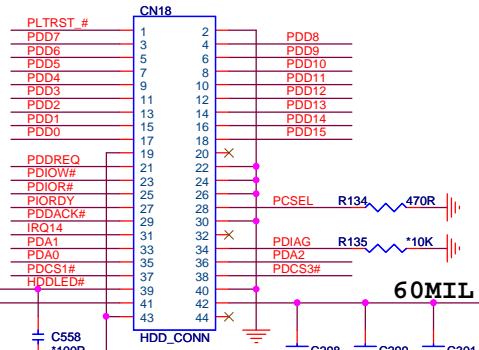 CN18
PLTRST_# 1 2
PDD7 3 4 PDD8
PDD6 5 6 PDD9
PDD5 7 8 PDD10
PDD4 9 10 PDD11
PDD3 11 12 PDD12
PDD2 13 14 PDD13
PDD1 15 16 PDD14
PDD0 17 18 PDD15
19 20
PDDREQ 21 22
PDIOW# 23 24
PDIOR# 25 26
PIORDY 27 28 PCSEL R134 470R
PDDACK# 29 30
IRQ14 31 32
PDA1 33 34 PDIAG R135 *10K
PDA0 35 36 PDA2
PDCS1# 37 38 PDCS3#
HDDLED# 39 40
60MIL
41 42
43 44
C558 HDD_CONN